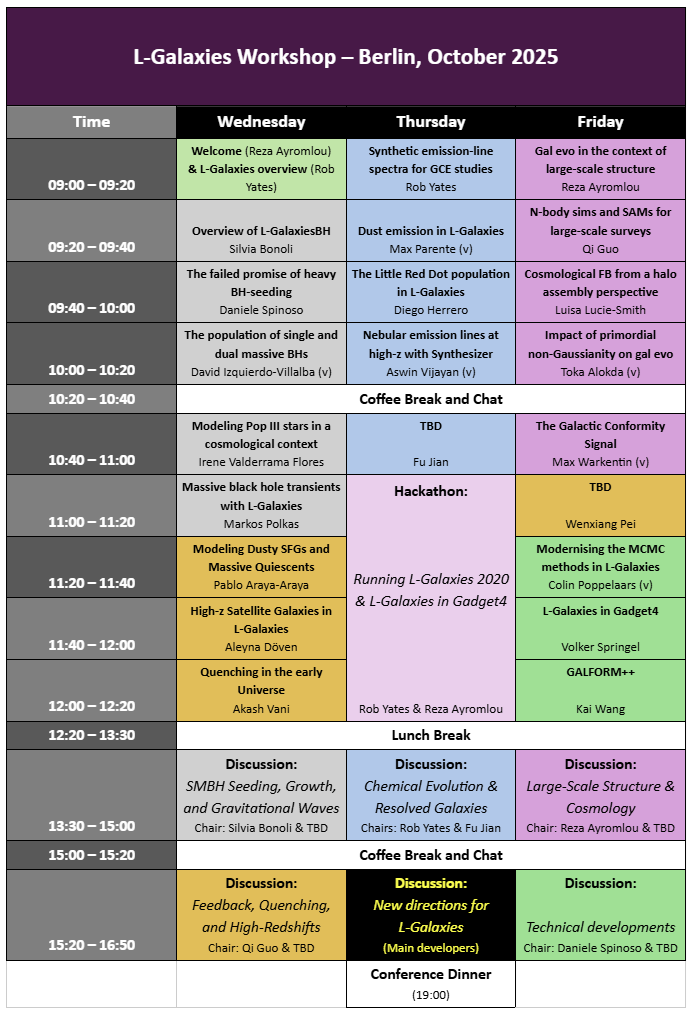 L-Galaxies Workshop – Berlin, October 2025
Time
Wednesday
Thursday
Friday
09:00 – 09:20
Welcome (Reza Ayromlou)
& L-Galaxies overview (Rob
Yates)
Synthetic emission-line
spectra for GCE studies
Rob Yates
Gal evo in the context of
large-scale structure
Reza Ayromlou
09:20 – 09:40
Overview of L-GalaxiesBH
Silvia Bonoli
Dust emission in L-Galaxies
Max Parente (v)
N-body sims and SAMs for
large-scale surveys
Qi Guo
09:40 – 10:00
The failed promise of heavy
BH-seeding
Daniele Spinoso
The Little Red Dot population
in L-Galaxies
Diego Herrero
Cosmological FB from a halo
assembly perspective
Luisa Lucie-Smith
10:00 – 10:20
The population of single and
dual massive BHs
David Izquierdo-Villalba (v)
Nebular emission lines at
high-z with Synthesizer
Aswin Vijayan (v)
Impact of primordial
non-Gaussianity on gal evo
Toka Alokda (v)
10:20 – 10:40
Coffee Break and Chat
10:40 – 11:00
Modeling Pop III stars in a
cosmological context
Irene Valderrama Flores
TBD
Fu Jian
The Galactic Conformity
Signal
Max Warkentin (v)
11:00 – 11:20
Massive black hole transients
with L-Galaxies
Markos Polkas
Hackathon:
Running L-Galaxies 2020
& L-Galaxies in Gadget4
Rob Yates & Reza Ayromlou
TBD
Wenxiang Pei
11:20 – 11:40
Modeling Dusty SFGs and
Massive Quiescents
Pablo Araya-Araya
Modernising the MCMC
methods in L-Galaxies
Colin Poppelaars (v)
11:40 – 12:00
High-z Satellite Galaxies in
L-Galaxies
Aleyna Döven
L-Galaxies in Gadget4
Volker Springel
12:00 – 12:20
Quenching in the early
Universe
Akash Vani
GALFORM++
Kai Wang
12:20 – 13:30
Lunch Break
13:30 – 15:00
Discussion:
SMBH Seeding, Growth,
and Gravitational Waves
Chair: Silvia Bonoli & TBD
Discussion:
Chemical Evolution &
Resolved Galaxies
Chairs: Rob Yates & Fu Jian
Discussion:
Large-Scale Structure &
Cosmology
Chair: Reza Ayromlou & TBD
15:00 – 15:20
Coffee Break and Chat
15:20 – 16:50
Discussion:
Feedback, Quenching,
and High-Redshifts
Chair: Qi Guo & TBD
Discussion:
New directions for
L-Galaxies
(Main developers)
Discussion:
Technical developments
Chair: Daniele Spinoso & TBD
Conference Dinner
(19:00)